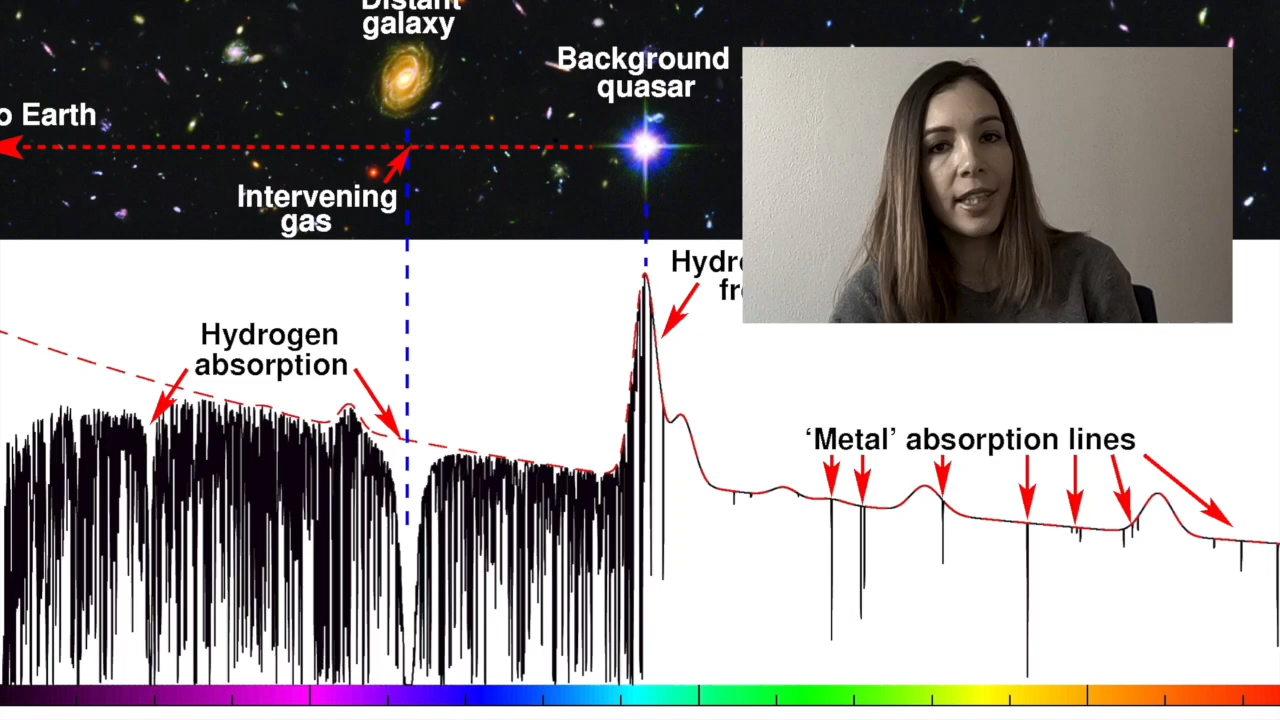 Distant
galaxy
Background
quasar
o Earth
Intervening
gas
Hydrogen
absorption
‘Metal’ absorption lines